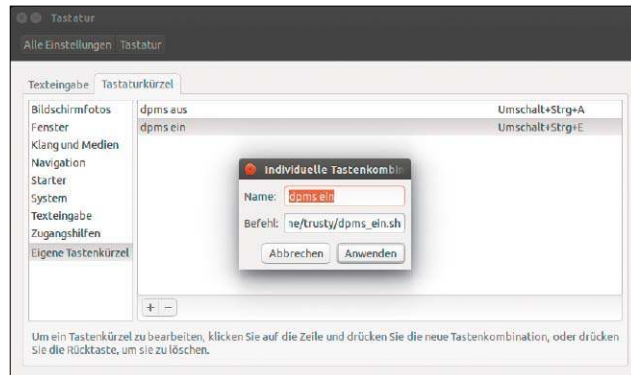 Tastatur
Alle Einstellungen Tastatur
Texteingabe Tastaturkürzel
Bildschirmfotos
Fenster
Klang und Medien
Navigation
Starter
System
Texteingabe
Zugangshilfen
Eigene Tastenkürzel
dpms aus Umschalt+Strg+A
dpms ein Umschalt+Strg+E
Individuelle Tastenkombin
Name: dpms ein
Befehl: ne/trusty/dpms_ein.sh
Abbrechen Anwenden
+ −
Um ein Tastenkürzel zu bearbeiten, klicken Sie auf die Zeile und drücken Sie die neue Tastenkombination, oder drücken
Sie die Rücktaste, um sie zu löschen.